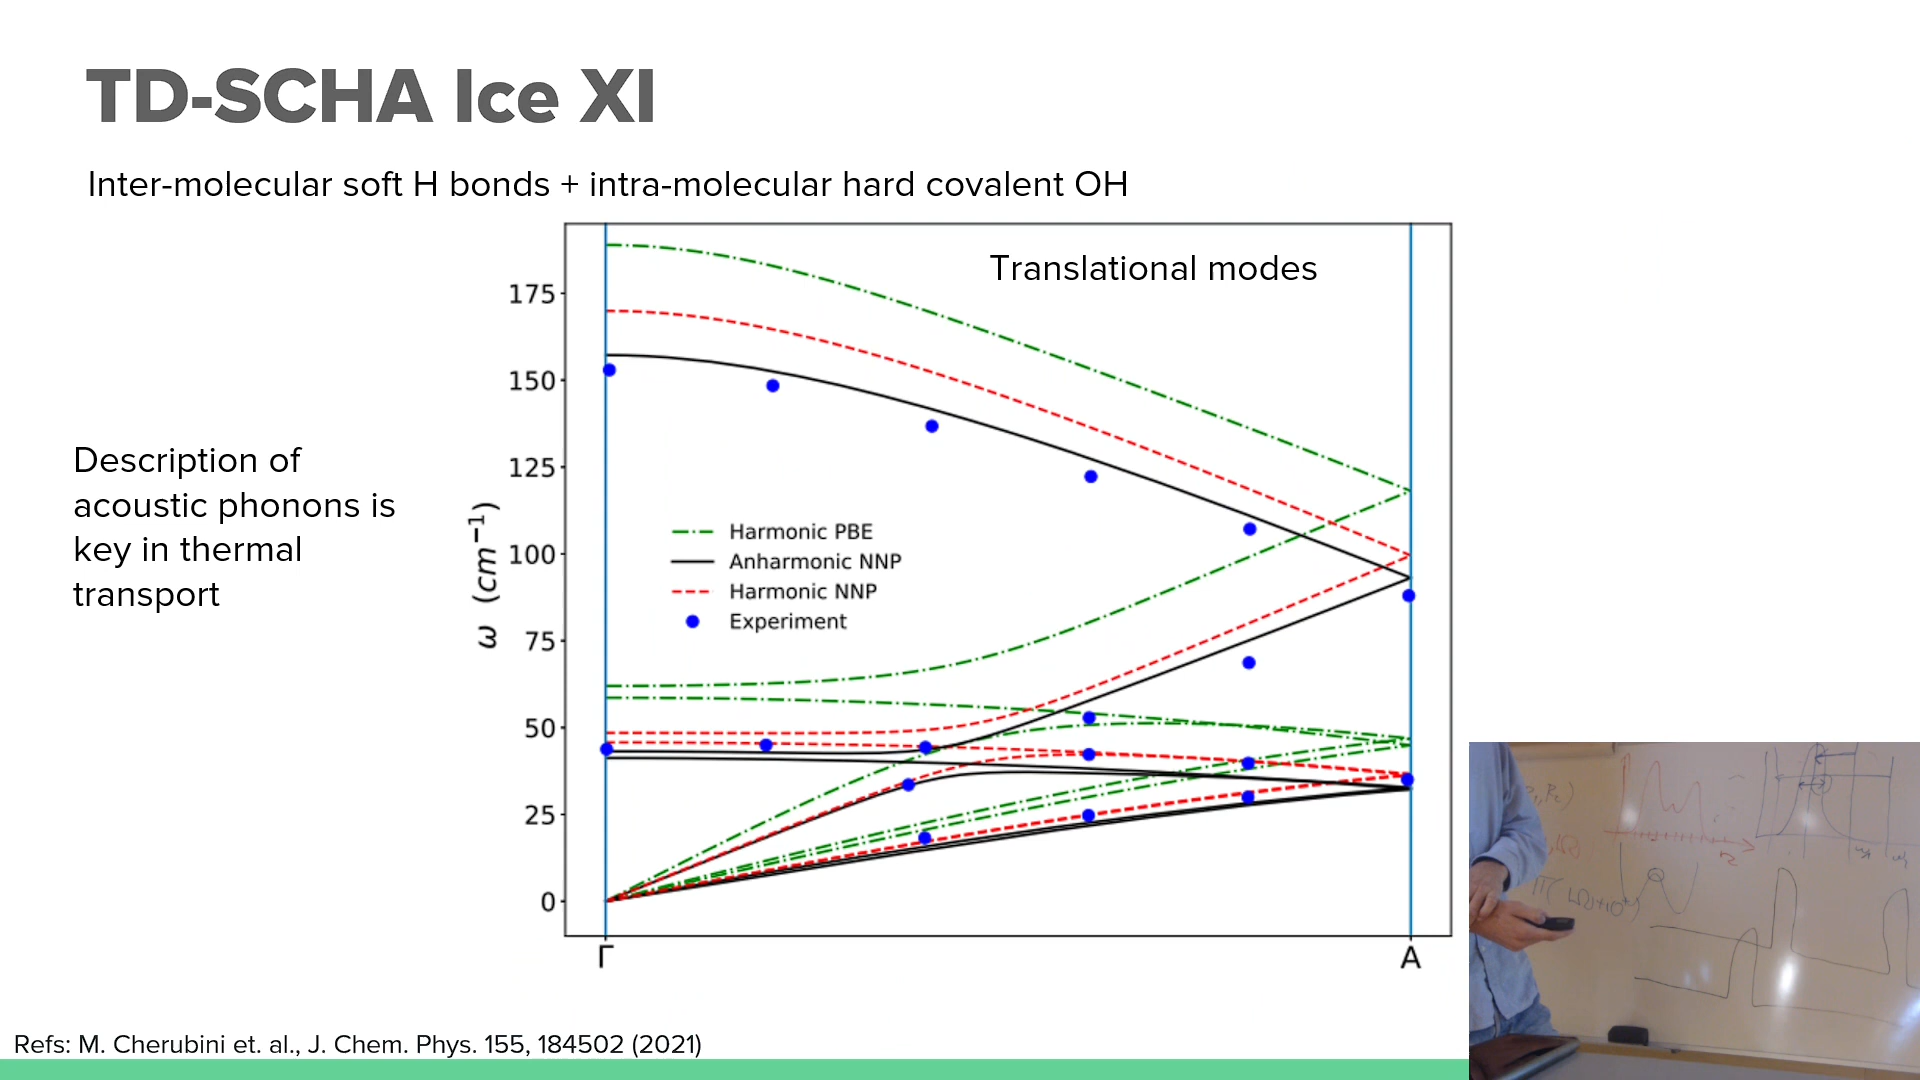 TD-SCHA Ice XI
Inter-molecular soft H bonds + intra-molecular hard covalent OH
Translational modes
175
150
125
100
75
50
25
0
ω (cm⁻¹)
Harmonic PBE
Anharmonic NNP
Harmonic NNP
Experiment
Γ
A
Description of
acoustic phonons is
key in thermal
transport
Refs: M. Cherubini et. al., J. Chem. Phys. 155, 184502 (2021)